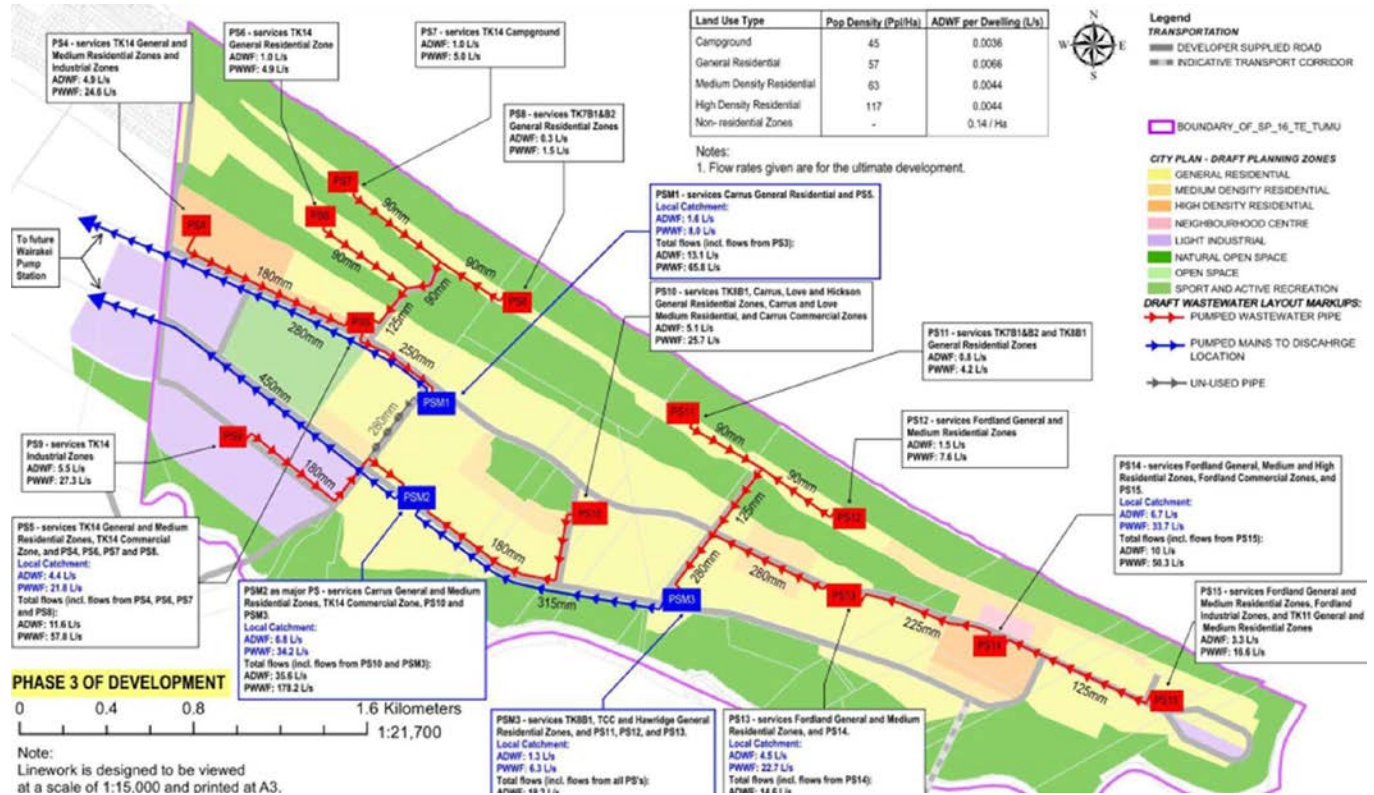 PS4 - services TK14 General and
Medium Residential Zones and
Industrial Zones
ADWF: 4.9 L/s
PWWF: 24.6 L/s
PS6 - services TK14
General Residential Zone
ADWF: 1.0 L/s
PWWF: 4.9 L/s
PS7 - services TK14 Campground
ADWF: 1.0 L/s
PWWF: 5.0 L/s
PS8 - services TK7B1&B2
General Residential Zones
ADWF: 0.3 L/s
PWWF: 1.5 L/s
Land Use Type Pop Density (Ppl/Ha) ADWF per Dwelling (L/s)
Campground 45 0.0036
General Residential 57 0.0066
Medium Density Residential 63 0.0044
High Density Residential 117 0.0044
Non- residential Zones - 0.14 / Ha
Notes:
1. Flow rates given are for the ultimate development.
N
W E
S
Legend
TRANSPORTATION
DEVELOPER SUPPLIED ROAD
INDICATIVE TRANSPORT CORRIDOR
BOUNDARY_OF_SP_16_TE_TUMU
CITY PLAN - DRAFT PLANNING ZONES
GENERAL RESIDENTIAL
MEDIUM DENSITY RESIDENTIAL
HIGH DENSITY RESIDENTIAL
NEIGHBOURHOOD CENTRE
LIGHT INDUSTRIAL
NATURAL OPEN SPACE
OPEN SPACE
SPORT AND ACTIVE RECREATION
DRAFT WASTEWATER LAYOUT MARKUPS:
PUMPED WASTEWATER PIPE
PUMPED MAINS TO DISCAHRGE
LOCATION
UN-USED PIPE
PSM1 - services Carrus General Residential and PS5.
Local Catchment:
ADWF: 1.6 L/s
PWWF: 8.0 L/s
Total flows (incl. flows from PS3):
ADWF: 13.1 L/s
PWWF: 65.8 L/s
PS10 - services TK8B1, Carrus, Love and Hickson
General Residential Zones, Carrus and Love
Medium Residential, and Carrus Commercial Zones
ADWF: 5.1 L/s
PWWF: 25.7 L/s
PS11 - services TK7B1&B2 and TK8B1
General Residential Zones
ADWF: 0.8 L/s
PWWF: 4.2 L/s
PS12 - services Fordland General and
Medium Residential Zones
ADWF: 1.5 L/s
PWWF: 7.6 L/s
PS14 - services Fordland General, Medium and High
Residential Zones, Fordland Commercial Zones, and
PS15.
Local Catchment:
ADWF: 6.7 L/s
PWWF: 33.7 L/s
Total flows (incl. flows from PS15):
ADWF: 10 L/s
PWWF: 50.3 L/s
PS15 - services Fordland General and
Medium Residential Zones, Fordland
Industrial Zones, and TK11 General and
Medium Residential Zones
ADWF: 3.3 L/s
PWWF: 16.6 L/s
To future
Wairakei
Pump
Station
PS7
PS6
PS8
PSM1
PSM2
PSM3
PS10
PS11
PS12
PS13
PS14
PS15
90mm
90mm
90mm
90mm
180mm
125mm
280mm
250mm
450mm
280mm
180mm
180mm
315mm
90mm
90mm
125mm
280mm
280mm
225mm
125mm
PS9 - services TK14
Industrial Zones
ADWF: 5.5 L/s
PWWF: 27.3 L/s
PS5 - services TK14 General and Medium
Residential Zones, TK14 Commercial
Zone, and PS4, PS6, PS7 and PS8.
Local Catchment:
ADWF: 4.4 L/s
PWWF: 21.8 L/s
Total flows (incl. flows from PS4, PS6, PS7
and PS8):
ADWF: 11.6 L/s
PWWF: 57.8 L/s
PSM2 as major PS - services Carrus General and Medium
Residential Zones, TK14 Commercial Zone, PS10 and
PSM3.
Local Catchment:
ADWF: 6.8 L/s
PWWF: 34.2 L/s
Total flows (incl. flows from PS10 and PSM3):
ADWF: 35.6 L/s
PWWF: 178.2 L/s
PSM3 - services TK8B1, TCC and Hawridge General
Residential Zones, and PS11, PS12, and PS13.
Local Catchment:
ADWF: 1.3 L/s
PWWF: 6.3 L/s
Total flows (incl. flows from all PS's):
PS13 - services Fordland General and Medium
Residential Zones, and PS14.
Local Catchment:
ADWF: 4.5 L/s
PWWF: 22.7 L/s
Total flows (incl. flows from PS14):
PHASE 3 OF DEVELOPMENT
0 0.4 0.8 1.6 Kilometers
1:21,700
Note:
Linework is designed to be viewed
at a scale of 1:15,000 and printed at A3.